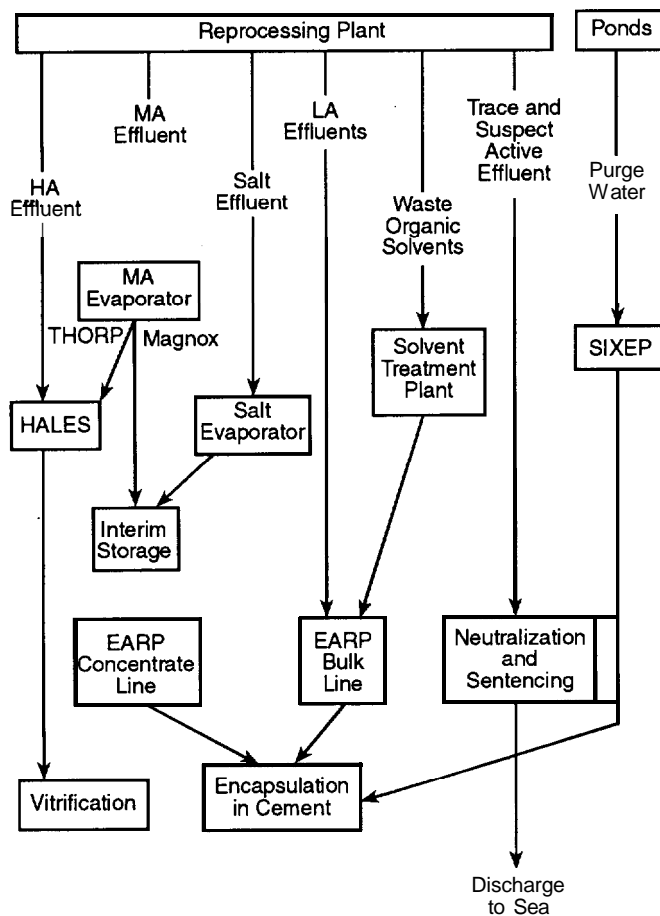 Reprocessing Plant
Ponds
MA
Effluent
LA
Effluents
Trace and
Suspect
Active
Effluent
HA
Effluent
Salt
Effluent
Purge
Water
Waste
Organic
Solvents
MA
Evaporator
THORP
Magnox
Solvent
Treatment
Plant
SIXEP
HALES
Salt
Evaporator
Interim
Storage
EARP
Concentrate
Line
EARP
Bulk
Line
Neutralization
and
Sentencing
Vitrification
Encapsulation
in Cement
Discharge
to Sea